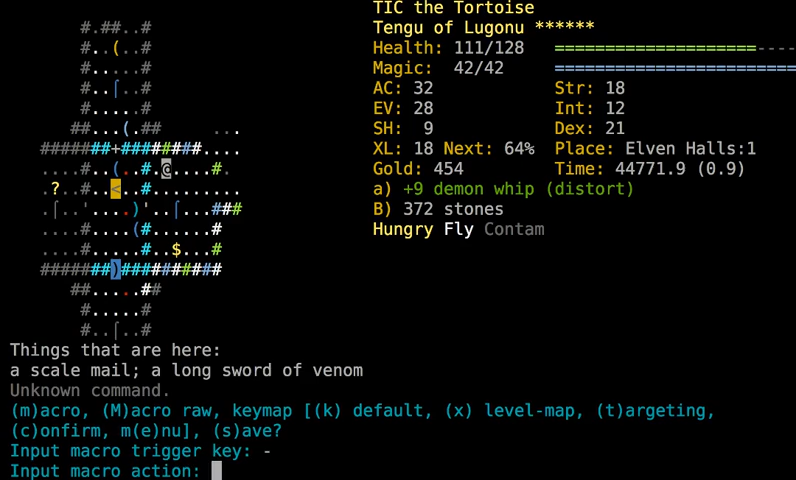 TIC the Tortoise
Tengu of Lugonu ******
Health: 111/128 ===================----
Magic: 42/42 ========================
AC: 32 Str: 18
EV: 28 Int: 12
SH: 9 Dex: 21
XL: 18 Next: 64% Place: Elven Halls:1
Gold: 454 Time: 44771.9 (0.9)
a) +9 demon whip (distort)
B) 372 stones
Hungry Fly Contam
#.##..#
#..(..#
#.....#
#..⌠..#
#.....#
##...(.## ...
#####+########....
....#..(..#.@....#.
.?..#..<..#.........
.⌠..'....)'..⌠...###
....#....(#......#
....#.....#..$...#
#######)##########
##.....##
#.....#
#..⌠..#
Things that are here:
a scale mail; a long sword of venom
Unknown command.
(m)acro, (M)acro raw, keymap [(k) default, (x) level-map, (t)argeting,
(c)onfirm, m(e)nu], (s)ave?
Input macro trigger key: -
Input macro action: